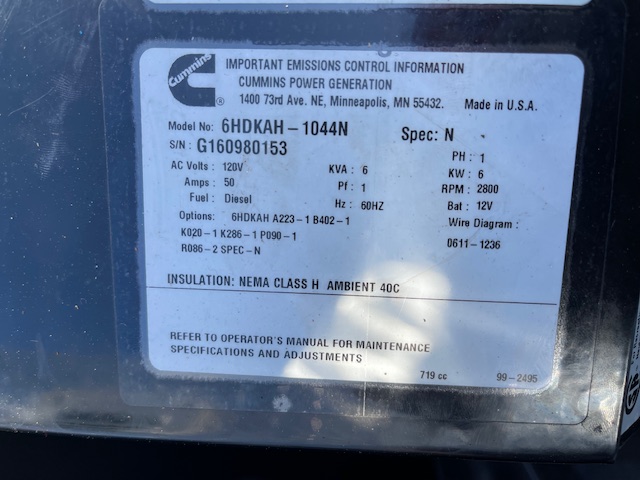 Cummins
IMPORTANT EMISSIONS CONTROL INFORMATION
CUMMINS POWER GENERATION
1400 73rd Ave. NE, Minneapolis, MN 55432. Made in U.S.A.
Model No: 6HDKAH-1044N Spec: N
S/N: G160980153
AC Volts: 120V KVA: 6 PH: 1
Amps: 50 Pf: 1 KW: 6
Fuel: Diesel Hz: 60HZ RPM: 2800
Bat: 12V
Options: 6HDKAH A223-1 B402-1 Wire Diagram:
K020-1 K286-1 P090-1 0611-1236
R086-2 SPEC-N
INSULATION: NEMA CLASS H AMBIENT 40C
REFER TO OPERATOR'S MANUAL FOR MAINTENANCE
SPECIFICATIONS AND ADJUSTMENTS
719 cc 99-2495